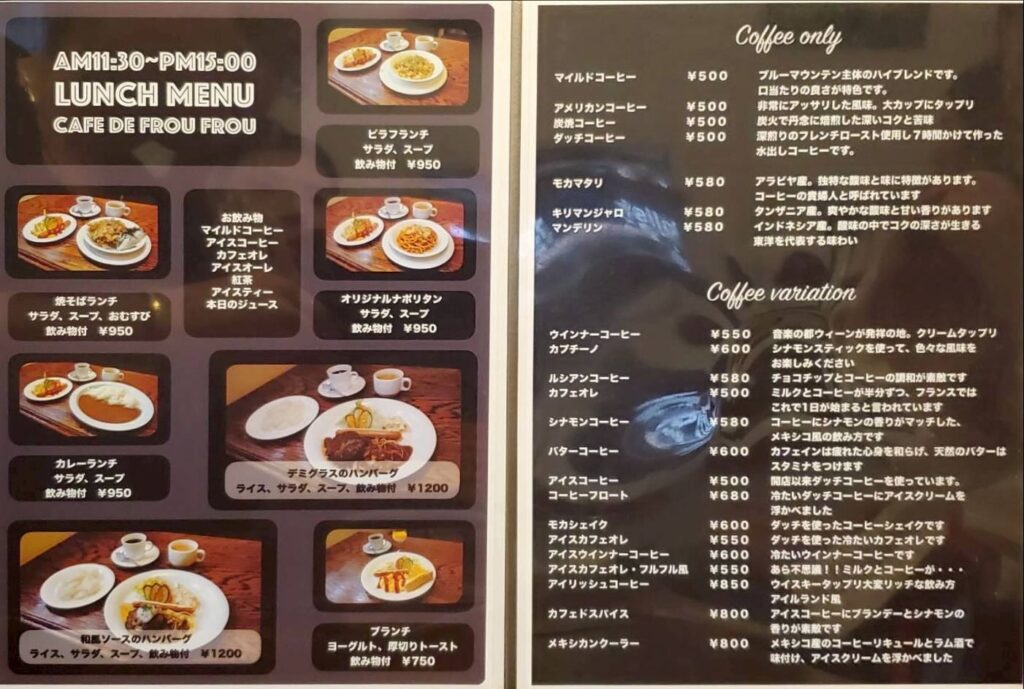 AM11:30~PM15:00
LUNCH MENU
CAFE DE FROU FROU
ピラフランチ
サラダ、スープ
飲み物付 ￥950
お飲み物
マイルドコーヒー
アイスコーヒー
カフェオレ
アイスオーレ
紅茶
アイスティー
本日のジュース
焼そばランチ
サラダ、スープ、おむすび
飲み物付 ￥950
オリジナルナポリタン
サラダ、スープ
飲み物付 ￥950
カレーランチ
サラダ、スープ
飲み物付 ￥950
デミグラスのハンバーグ
ライス、サラダ、スープ、飲み物付 ￥1200
和風ソースのハンバーグ
ライス、サラダ、スープ、飲み物付 ￥1200
ブランチ
ヨーグルト、厚切りトースト
飲み物付 ￥750
Coffee only
マイルドコーヒー ￥500 ブルーマウンテン主体のハイブレンドです。
口当たりの良さが特色です。
アメリカンコーヒー ￥500 非常にアッサリした風味。大カップにタップリ
炭焼コーヒー ￥500 炭火で丹念に焙煎した深いコクと苦味
ダッチコーヒー ￥500 深煎りのフレンチロースト使用し７時間かけて作った
水出しコーヒーです。
モカマタリ ￥580 アラビヤ産。独特な酸味と味に特徴があります。
コーヒーの貴婦人と呼ばれています
キリマンジャロ ￥580 タンザニア産。爽やかな酸味と甘い香りがあります
マンデリン ￥580 インドネシア産。酸味の中でコクの深さが生きる
東洋を代表する味わい
Coffee variation
ウインナーコーヒー ￥550 音楽の都ウィーンが発祥の地。クリームタップリ
カプチーノ ￥600 シナモンスティックを使って、色々な風味を
お楽しみください
ルシアンコーヒー ￥580 チョコチップとコーヒーの調和が素敵です
カフェオレ ￥500 ミルクとコーヒーが半分ずつ、フランスでは
これで１日が始まると言われています
シナモンコーヒー ￥580 コーヒーにシナモンの香りがマッチした、
メキシコ風の飲み方です
バターコーヒー ￥600 カフェインは疲れた心身を和らげ、天然のバターは
スタミナをつけます
アイスコーヒー ￥500 開店以来ダッチコーヒーを使っています。
コーヒーフロート ￥680 冷たいダッチコーヒーにアイスクリームを
浮かべました
モカシェイク ￥600 ダッチを使ったコーヒーシェイクです
アイスカフェオレ ￥550 ダッチを使った冷たいカフェオレです
アイスウインナーコーヒー ￥600 冷たいウインナーコーヒーです
アイスカフェオレ・フルフル風 ￥550 あら不思議！！ミルクとコーヒーが・・・
アイリッシュコーヒー ￥850 ウイスキータップリ大変リッチな飲み方
アイルランド風
カフェドスパイス ￥800 アイスコーヒーにブランデーとシナモンの
香りが素敵です
メキシカンクーラー ￥800 メキシコ産のコーヒーリキュールとラム酒で
味付け、アイスクリームを浮かべました